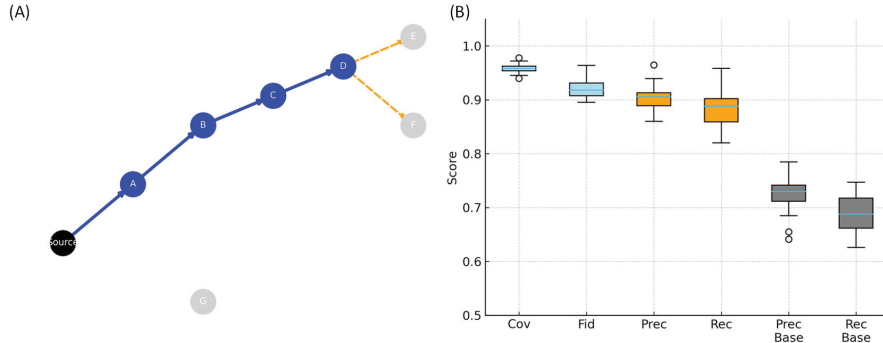 (A)
E
D
C
F
B
A
Source
G
(B)
1.0
0.9
0.8
Score
0.7
0.6
0.5
Cov
Fid
Prec
Rec
Prec
Base
Rec
Base